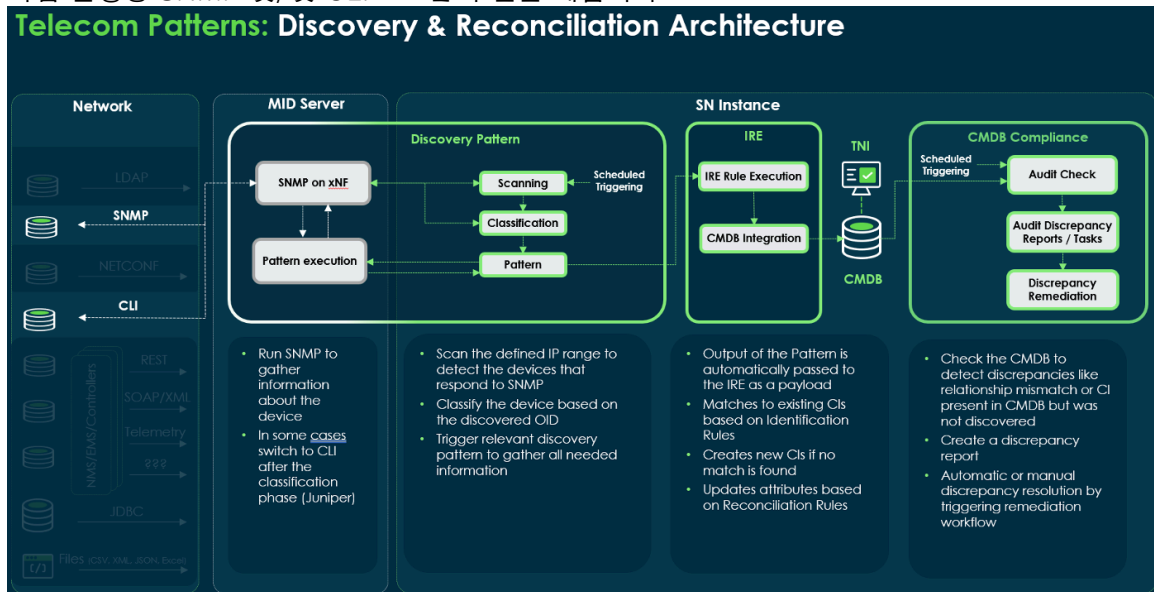 Telecom Patterns: Discovery & Reconciliation Architecture
Network
LDAP
SNMP
NETCONF
CLI
NMS/EMS/Controllers
REST
SOAP/XML
Telemetry
???
JDBC
Files (CSV, XML, JSON, Excel)
MID Server
SNMP on xNF
Pattern execution
SN Instance
Discovery Pattern
Scanning
Scheduled
Triggering
Classification
Pattern
IRE
IRE Rule Execution
CMDB Integration
TNI
CMDB
CMDB Compliance
Scheduled
Triggering
Audit Check
Audit Discrepancy
Reports / Tasks
Discrepancy
Remediation
• Run SNMP to
gather
information
about the
device
• In some cases
switch to CLI
after the
classification
phase (Juniper)
• Scan the defined IP range to
detect the devices that
respond to SNMP
• Classify the device based on
the discovered OID
• Trigger relevant discovery
pattern to gather all needed
information
• Output of the Pattern is
automatically passed to
the IRE as a payload
• Matches to existing CIs
based on Identification
Rules
• Creates new CIs if no
match is found
• Updates attributes based
on Reconciliation Rules
• Check the CMDB to
detect discrepancies like
relationship mismatch or CI
present in CMDB but was
not discovered
• Create a discrepancy
report
• Automatic or manual
discrepancy resolution by
triggering remediation
workflow